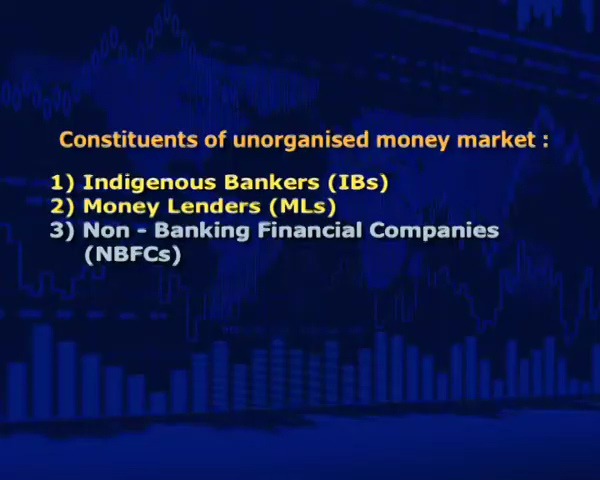 Constituents of unorganised money market :
1) Indigenous Bankers (IBs)
2) Money Lenders (MLs)
3) Non - Banking Financial Companies
(NBFCs)